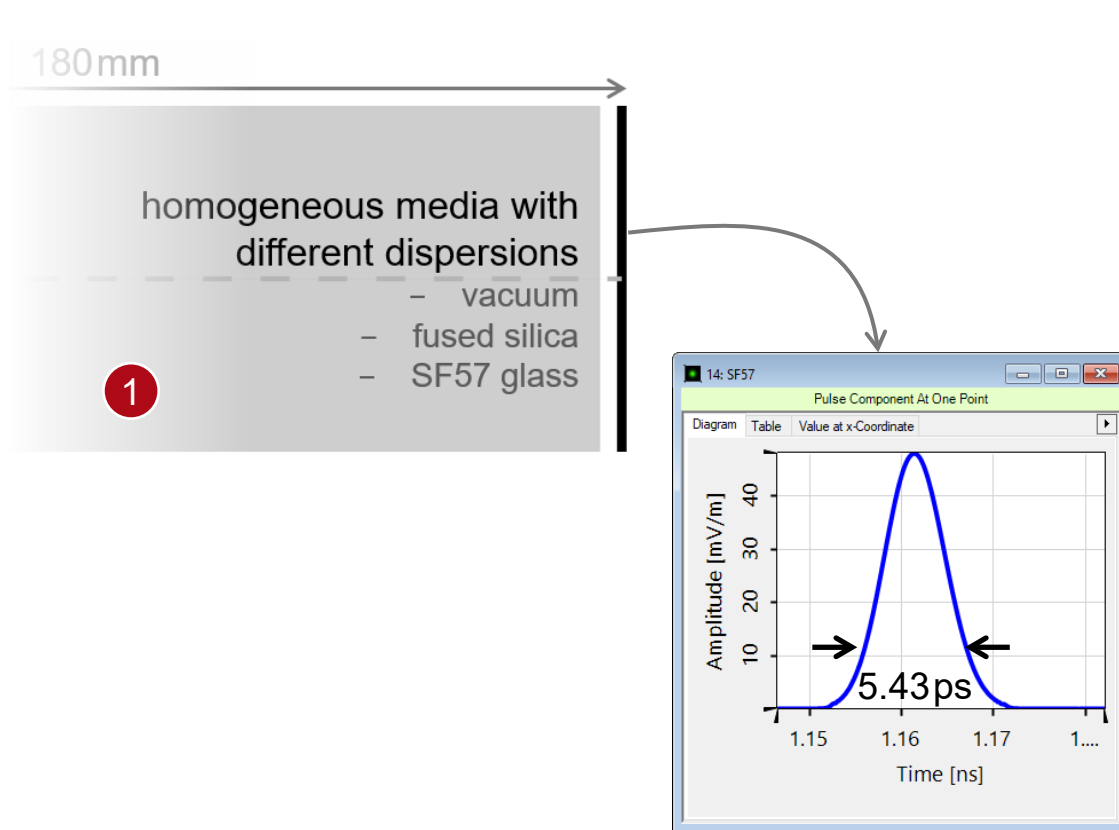 180 mm
homogeneous media with
different dispersions
– vacuum
– fused silica
– SF57 glass
1
14: SF57
Pulse Component At One Point
Diagram Table Value at x-Coordinate
Amplitude [mV/m]
40
30
20
10
5.43 ps
1.15 1.16 1.17 1....
Time [ns]